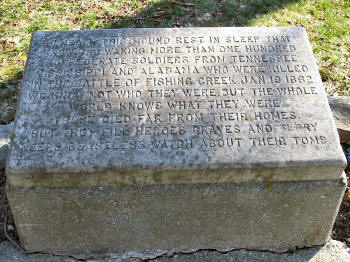 BENEATH THIS MOUND REST IN SLEEP THAT
KNOWS NO WAKING MORE THAN ONE HUNDRED
CONFEDERATE SOLDIERS FROM TENNESSEE
MISSISSIPPI AND ALABAMA WHO WERE KILLED
IN THE BATTLE OF FISHING CREEK. JAN 19 1862
WE KNOW NOT WHO THEY WERE BUT THE WHOLE
WORLD KNOWS WHAT THEY WERE
THESE DIED FAR FROM THEIR HOMES.
BUT THEY FILL HEROES GRAVES. AND GLORY
KEEPS CEASELESS WATCH ABOUT THEIR TOMB.